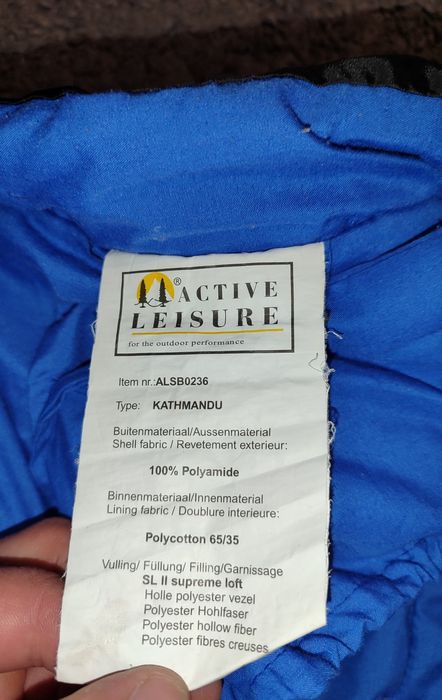 ® ACTIVE
LEISURE
for the outdoor performance
Item nr.:ALSB0236
Type: KATHMANDU
Buitenmateriaal/Aussenmaterial
Shell fabric / Revetement exterieur:
100% Polyamide
Binnenmateriaal/Innenmaterial
Lining fabric / Doublure interieure:
Polycotton 65/35
Vulling/ Füllung/ Filling/Garnissage
SL II supreme loft
Holle polyester vezel
Polyester Hohlfaser
Polyester hollow fiber
Polyester fibres creuses